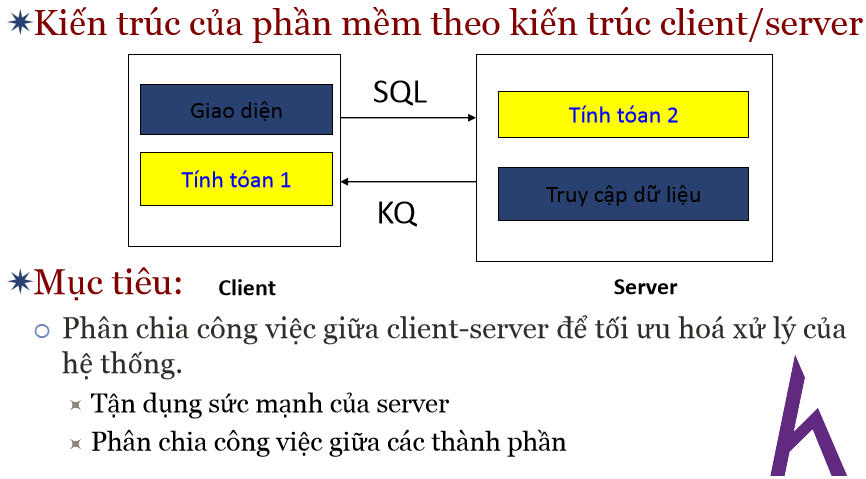 Kiến trúc của phần mềm theo kiến trúc client/server
Giao diện
Tính tóan 1
SQL
KQ
Tính tóan 2
Truy cập dữ liệu
Client
Server
Mục tiêu:
Phân chia công việc giữa client-server để tối ưu hoá xử lý của
hệ thống.
Tận dụng sức mạnh của server
Phân chia công việc giữa các thành phần